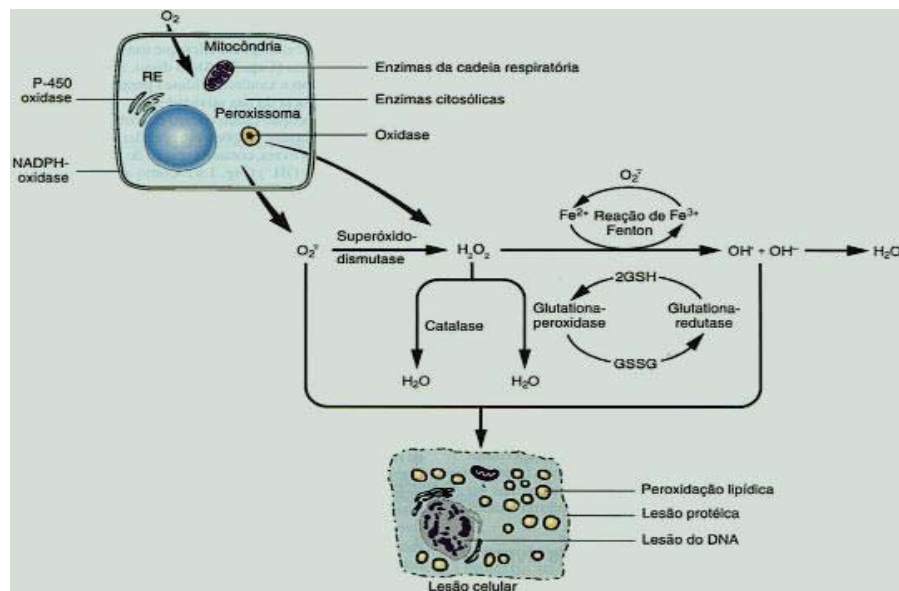 O₂
Mitocôndria
RE
P-450
oxidase
Enzimas da cadeia respiratória
Enzimas citosólicas
Peroxissoma
Oxidase
NADPH-
oxidase
O₂⁻
Fe²⁺ Reação de Fe³⁺
Fenton
O₂⁻ Superóxido-
dismutase
H₂O₂
OH• + OH⁻
H₂O
2GSH
Glutationa-
peroxidase
Glutationa-
redutase
GSSG
Catalase
H₂O
H₂O
Peroxidação lipídica
Lesão protéica
Lesão do DNA
Lesão celular